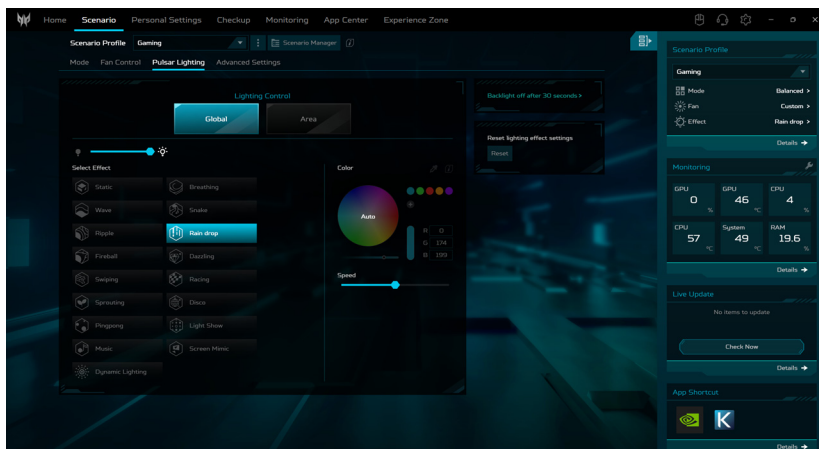 Home Scenario Personal Settings Checkup Monitoring App Center Experience Zone
Scenario Profile Gaming Scenario Manager
Mode Fan Control Pulsar Lighting Advanced Settings
Lighting Control
Global Area
Select Effect
Static Breathing
Wave Snake
Ripple Rain drop
Fireball Dazzling
Swiping Racing
Sprouting Disco
Pingpong Light Show
Music Screen Mimic
Dynamic Lighting
Color
Auto
R 0
G 174
B 199
Speed
Backlight off after 30 seconds >
Reset lighting effect settings
Reset
Scenario Profile
Gaming
Mode Balanced >
Fan Custom >
Effect Rain drop >
Details
Monitoring
GPU GPU CPU
0 % 46 °C 4 %
CPU System RAM
57 °C 49 °C 19.6 %
Details
Live Update
No items to update
Check Now
Details
App Shortcut
K
Details